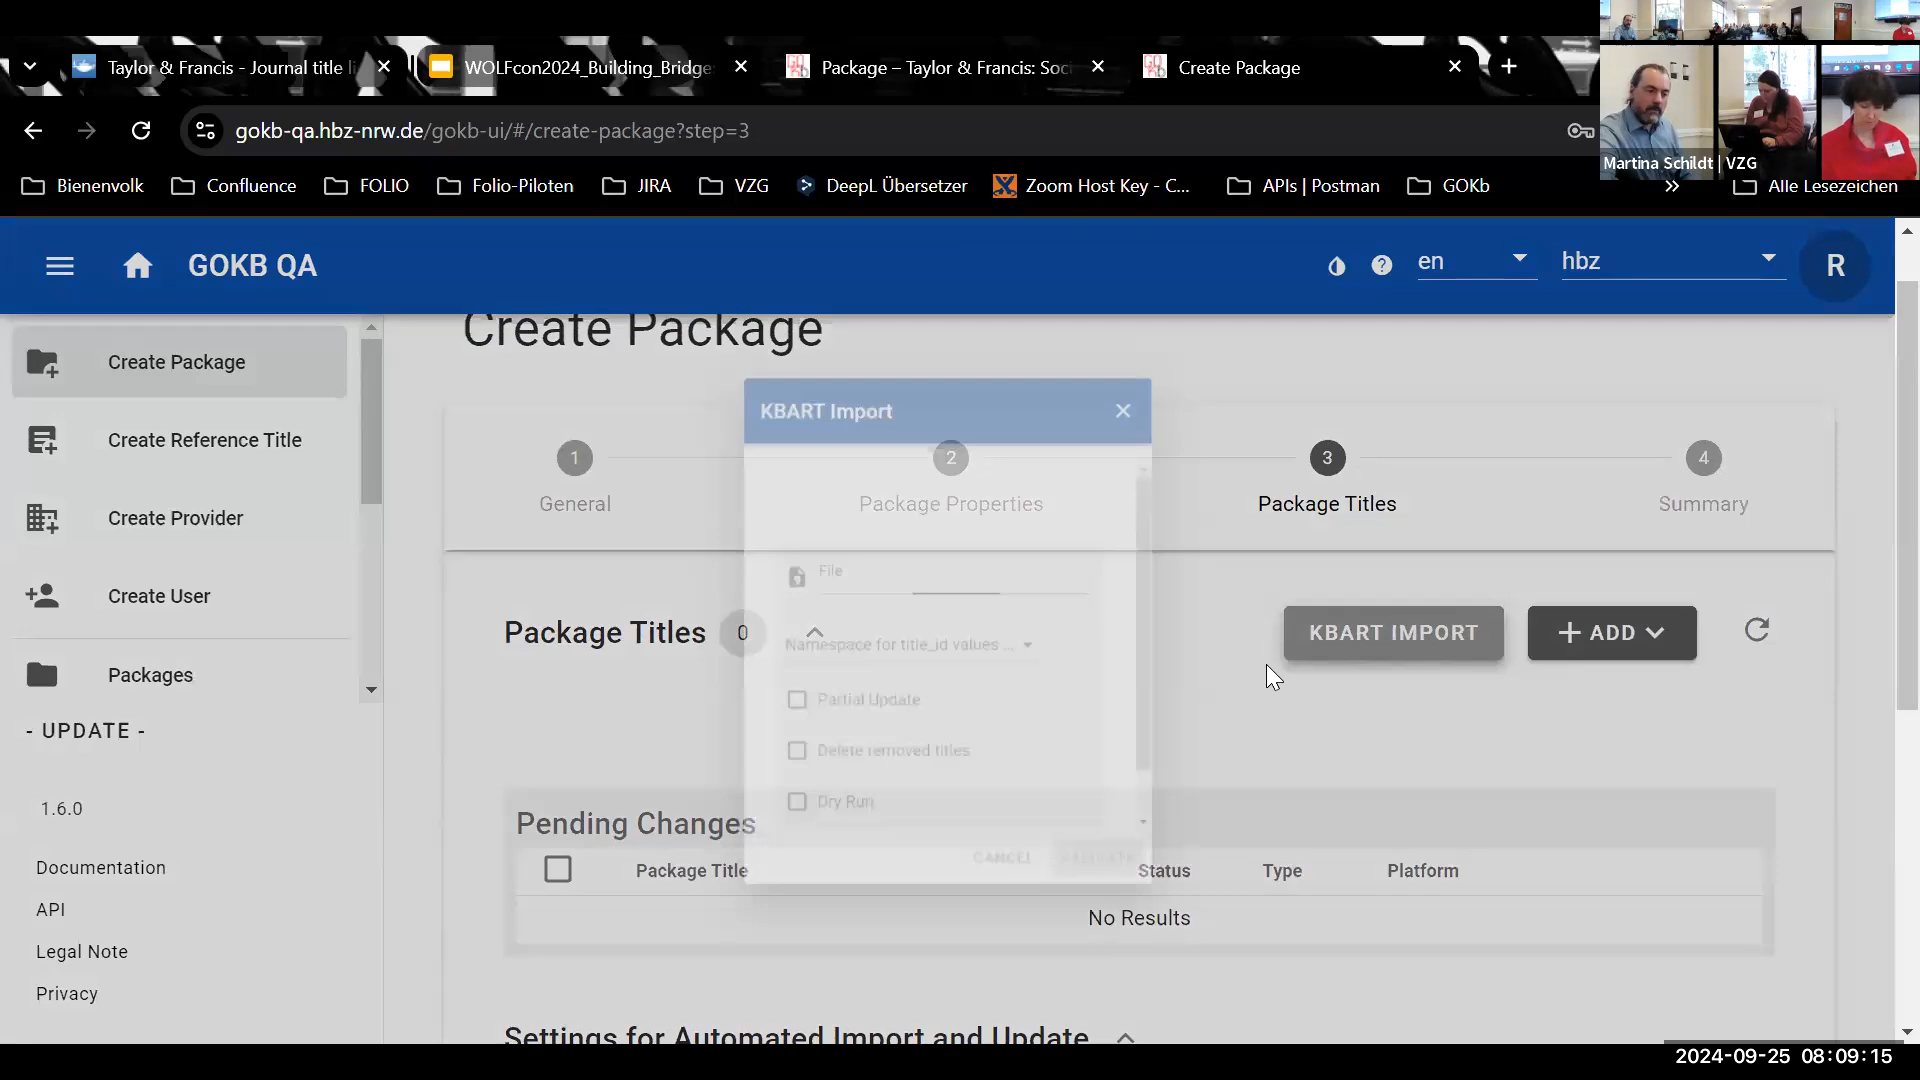 Taylor & Francis - Journal title li
WOLFcon2024_Building_Bridge
Package – Taylor & Francis: Soc
Create Package
gokb-qa.hbz-nrw.de/gokb-ui/#/create-package?step=3
Martina Schildt | VZG
Bienenvolk
Confluence
FOLIO
Folio-Piloten
JIRA
VZG
DeepL Übersetzer
Zoom Host Key - C...
APIs | Postman
GOKb
Alle Lesezeichen
GOKB QA
en
hbz
R
Create Package
Create Reference Title
Create Provider
Create User
Packages
- UPDATE -
1.6.0
Documentation
API
Legal Note
Privacy
Create Package
1
General
2
Package Properties
3
Package Titles
4
Summary
KBART Import
File
Namespace for title_id values ...
Partial Update
Delete removed titles
Dry Run
CANCEL
Package Titles
0
KBART IMPORT
ADD
Pending Changes
Package Title
Status
Type
Platform
No Results
Settings for Automated Import and Update
2024-09-25 08:09:15